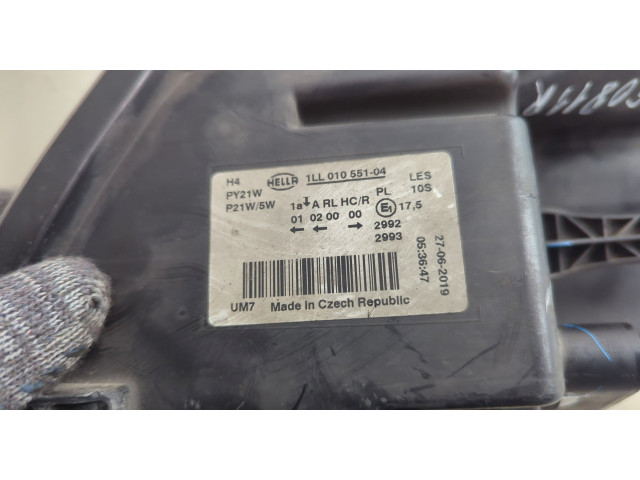 H4 HELLA 1LL 010 551-04 LES
PY21W PL 10S
P21W/5W 1a A RL HC/R E1 17,5
01 02 00 00 2992
← ← → 2993
27-06-2019
05:36:47
UM7 Made in Czech Republic